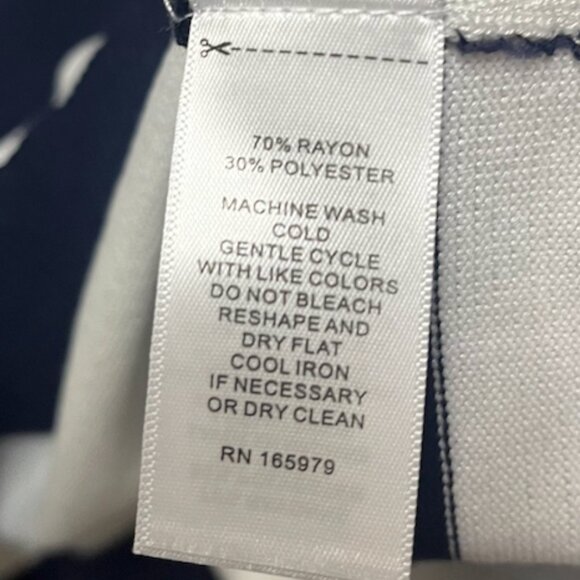 70% RAYON
30% POLYESTER
MACHINE WASH
COLD
GENTLE CYCLE
WITH LIKE COLORS
DO NOT BLEACH
RESHAPE AND
DRY FLAT
COOL IRON
IF NECESSARY
OR DRY CLEAN
RN 165979